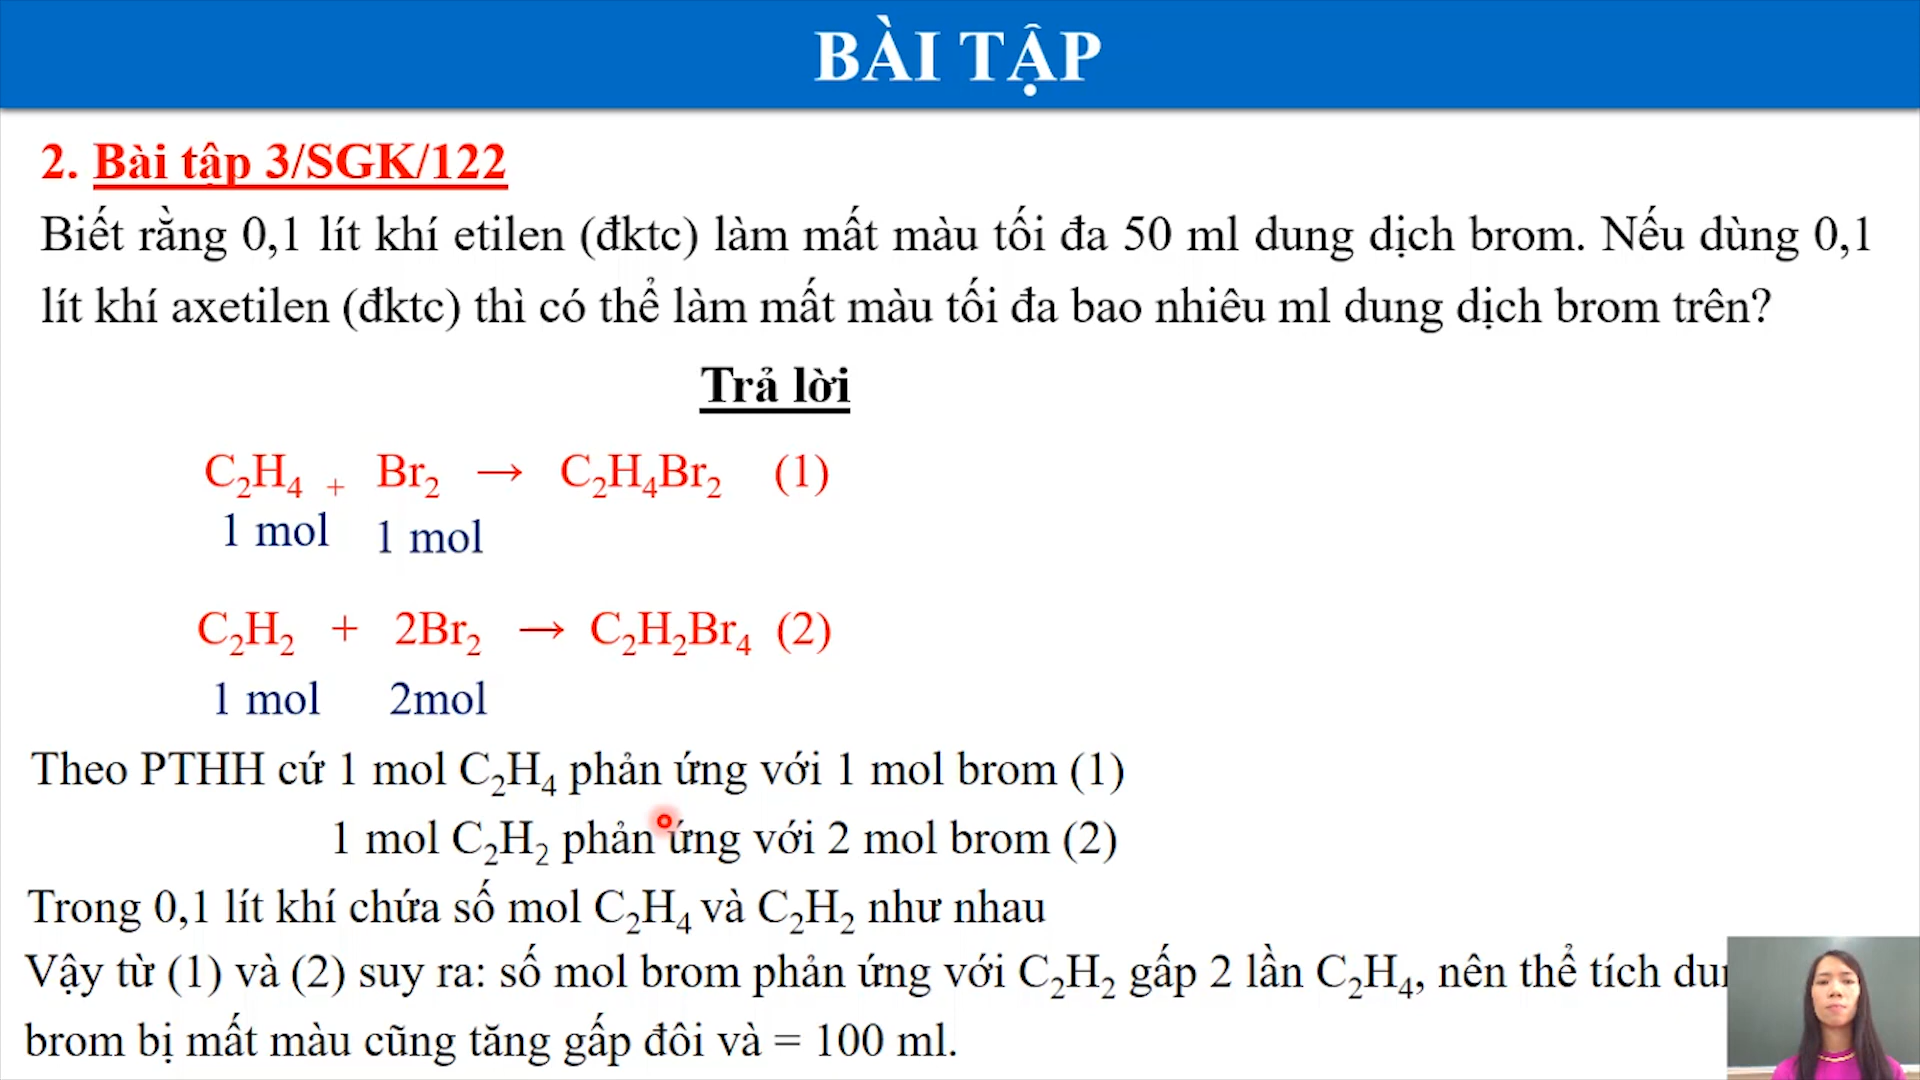 BÀI TẬP
2. Bài tập 3/SGK/122
Biết rằng 0,1 lít khí etilen (đktc) làm mất màu tối đa 50 ml dung dịch brom. Nếu dùng 0,1
lít khí axetilen (đktc) thì có thể làm mất màu tối đa bao nhiêu ml dung dịch brom trên?
Trả lời
C₂H₄ + Br₂ → C₂H₄Br₂ (1)
1 mol 1 mol
C₂H₂ + 2Br₂ → C₂H₂Br₄ (2)
1 mol 2mol
Theo PTHH cứ 1 mol C₂H₄ phản ứng với 1 mol brom (1)
1 mol C₂H₂ phản ứng với 2 mol brom (2)
Trong 0,1 lít khí chứa số mol C₂H₄ và C₂H₂ như nhau
Vậy từ (1) và (2) suy ra: số mol brom phản ứng với C₂H₂ gấp 2 lần C₂H₄, nên thể tích
brom bị mất màu cũng tăng gấp đôi và = 100 ml.